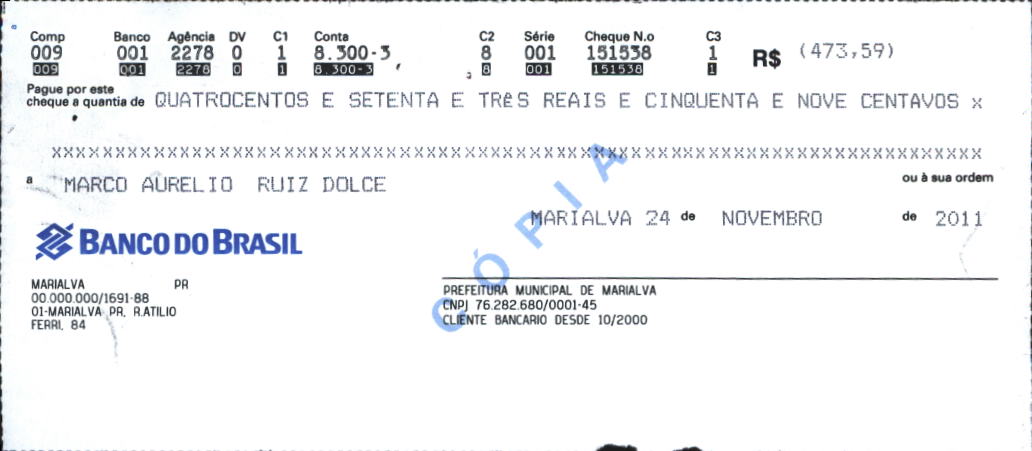 Comp Banco Agência DV C1 Conta C2 Série Cheque N.o C3
009 001 2278 0 1 8.300-3 8 001 151538 1 R$ (473,59)
009 001 2278 0 1 8.300-3 8 001 151538 1
Pague por este
cheque a quantia de QUATROCENTOS E SETENTA E TRêS REAIS E CINQUENTA E NOVE CENTAVOS x
xxxxxxxxxxxxxxxxxxxxxxxxxxxxxxxxxxxxxxxxxxxxxxxxxxxxxxxxxxxxxxxxxxxxxxxxxxxxx
a MARCO AURELIO RUIZ DOLCE ou à sua ordem
MARIALVA 24 de NOVEMBRO de 2011
BANCO DO BRASIL
CÓPIA
MARIALVA PR
00.000.000/1691-88
01-MARIALVA PR. R.ATILIO
FERRI, 84
PREFEITURA MUNICIPAL DE MARIALVA
CNPJ 76.282.680/0001-45
CLIENTE BANCARIO DESDE 10/2000